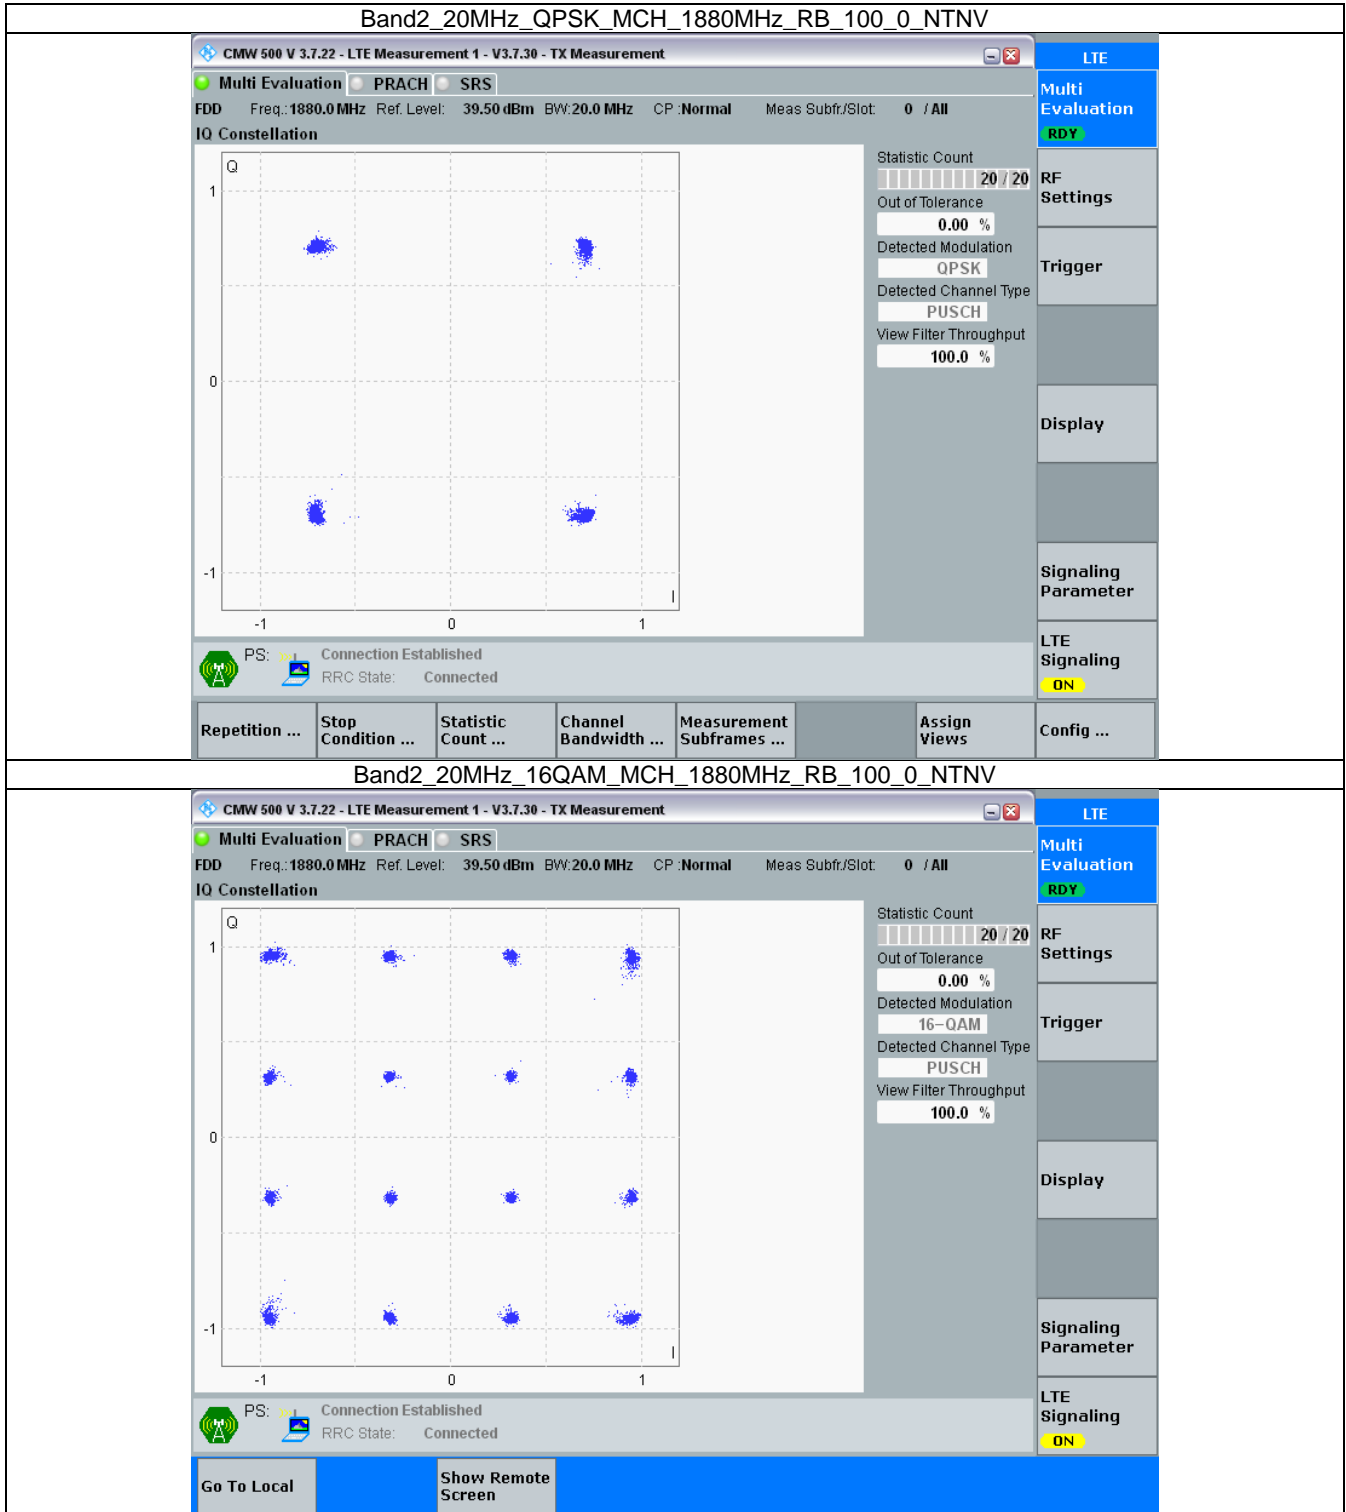 Band2_20MHz_QPSK_MCH_1880MHz_RB_100_0_NTNV
CMW 500 V 3.7.22 - LTE Measurement 1 - V3.7.30 - TX Measurement
LTE
Multi Evaluation PRACH SRS
Multi
Evaluation
RDY
FDD Freq.:1880.0 MHz Ref. Level: 39.50 dBm BW:20.0 MHz CP :Normal Meas Subfr./Slot: 0 / All
IQ Constellation
Q
1
0
-1
I
-1 0 1
Statistic Count
20 / 20
Out of Tolerance
0.00 %
Detected Modulation
QPSK
Detected Channel Type
PUSCH
View Filter Throughput
100.0 %
RF
Settings
Trigger
Display
Signaling
Parameter
LTE
Signaling
ON
PS: Connection Established
RRC State: Connected
Repetition ...
Stop
Condition ...
Statistic
Count ...
Channel
Bandwidth ...
Measurement
Subframes ...
Assign
Views
Config ...
Band2_20MHz_16QAM_MCH_1880MHz_RB_100_0_NTNV
CMW 500 V 3.7.22 - LTE Measurement 1 - V3.7.30 - TX Measurement
LTE
Multi Evaluation PRACH SRS
Multi
Evaluation
RDY
FDD Freq.:1880.0 MHz Ref. Level: 39.50 dBm BW:20.0 MHz CP :Normal Meas Subfr./Slot: 0 / All
IQ Constellation
Q
1
0
-1
I
-1 0 1
Statistic Count
20 / 20
Out of Tolerance
0.00 %
Detected Modulation
16-QAM
Detected Channel Type
PUSCH
View Filter Throughput
100.0 %
RF
Settings
Trigger
Display
Signaling
Parameter
LTE
Signaling
ON
PS: Connection Established
RRC State: Connected
Go To Local
Show Remote
Screen